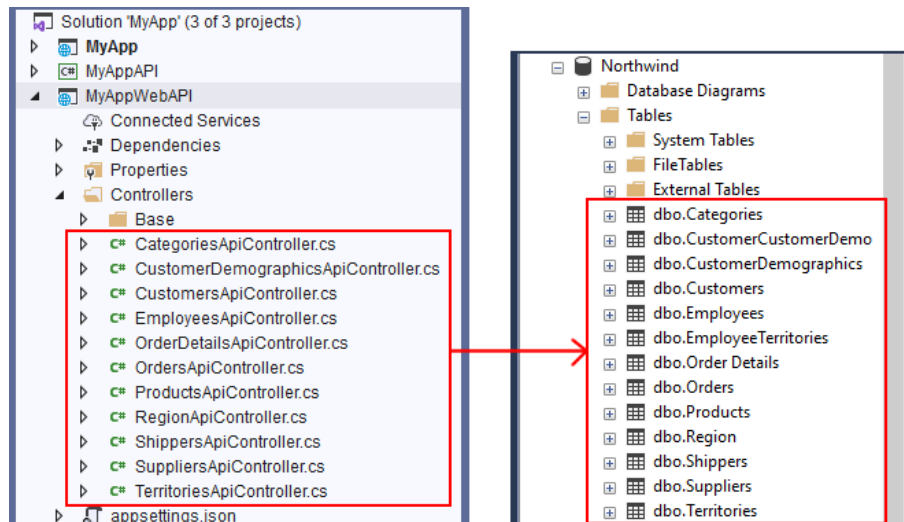 Solution 'MyApp' (3 of 3 projects)
MyApp
C# MyAppAPI
MyAppWebAPI
Connected Services
Dependencies
Properties
Controllers
Base
C# CategoriesApiController.cs
C# CustomerDemographicsApiController.cs
C# CustomersApiController.cs
C# EmployeesApiController.cs
C# OrderDetailsApiController.cs
C# OrdersApiController.cs
C# ProductsApiController.cs
C# RegionApiController.cs
C# ShippersApiController.cs
C# SuppliersApiController.cs
C# TerritoriesApiController.cs
appsettings.json
Northwind
Database Diagrams
Tables
System Tables
FileTables
External Tables
dbo.Categories
dbo.CustomerCustomerDemo
dbo.CustomerDemographics
dbo.Customers
dbo.Employees
dbo.EmployeeTerritories
dbo.Order Details
dbo.Orders
dbo.Products
dbo.Region
dbo.Shippers
dbo.Suppliers
dbo.Territories